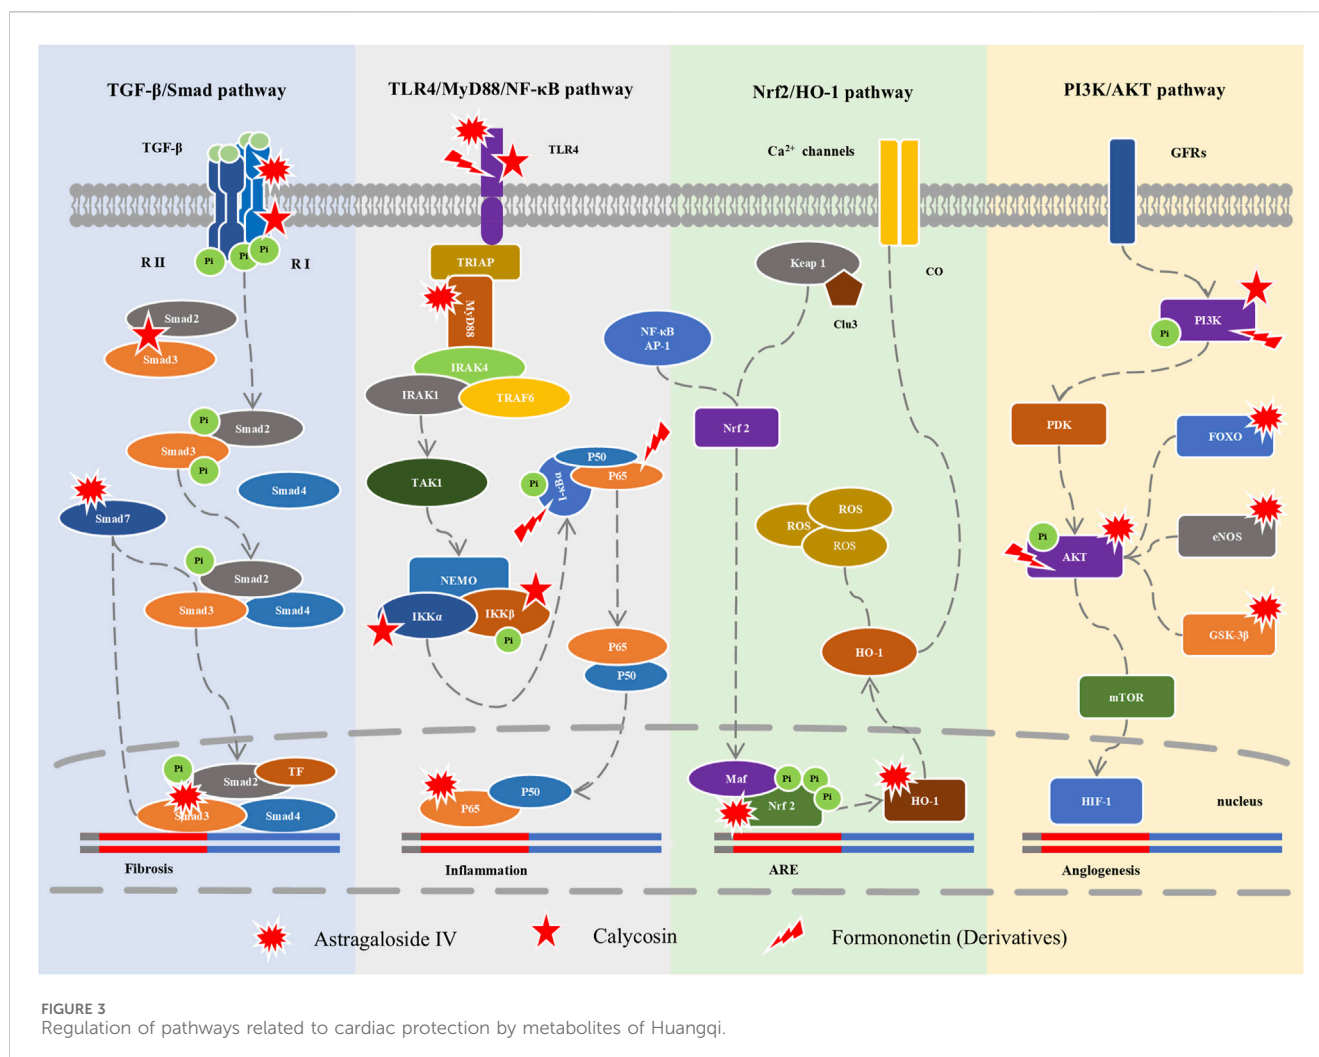 TGF-β/Smad pathway
TGF-β
R II
R I
Pi
Pi
Pi
Smad2
Smad3
Pi
Smad2
Smad3
Pi
Smad4
Smad7
Pi
Smad2
Smad3
Smad4
Pi
Smad2
TF
Smad3
Smad4
Fibrosis
TLR4/MyD88/NF-κB pathway
TLR4
TRIAP
MyD88
IRAK4
IRAK1
TRAF6
TAK1
P50
P65
I-κBα
Pi
NEMO
IKKα
IKKβ
Pi
P65
P50
P50
P65
Inflammation
Nrf2/HO-1 pathway
Ca²⁺ channels
Keap 1
CO
Clu3
NF-κB
AP-1
Nrf 2
ROS
ROS
ROS
HO-1
Maf
Pi
Pi
Pi
Nrf 2
HO-1
ARE
PI3K/AKT pathway
GFRs
PI3K
Pi
PDK
FOXO
eNOS
Pi
AKT
GSK-3β
mTOR
HIF-1
nucleus
Anglogenesis
Astragaloside IV
Calycosin
Formononetin (Derivatives)
FIGURE 3
Regulation of pathways related to cardiac protection by metabolites of Huangqi.